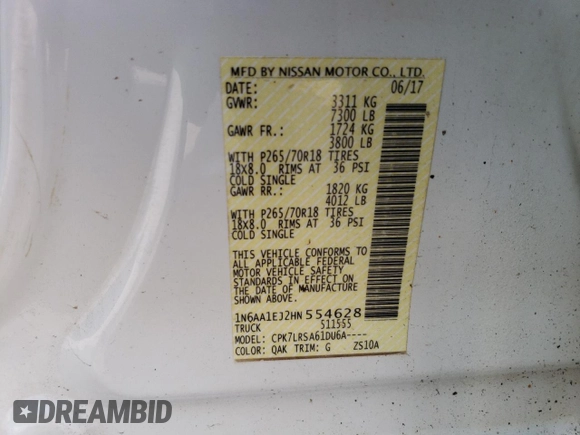 MFD BY NISSAN MOTOR CO., LTD.
DATE: 06/17
GVWR: 3311 KG
7300 LB
GAWR FR.: 1724 KG
3800 LB
WITH P265/70R18 TIRES
18x8.0 RIMS AT 36 PSI
COLD SINGLE
GAWR RR.: 1820 KG
4012 LB
WITH P265/70R18 TIRES
18x8.0 RIMS AT 36 PSI
COLD SINGLE
THIS VEHICLE CONFORMS TO
ALL APPLICABLE FEDERAL
MOTOR VEHICLE SAFETY
STANDARDS IN EFFECT ON
THE DATE OF MANUFACTURE
SHOWN ABOVE.
1N6AA1EJ2HN554628
TRUCK 511555
MODEL: CPK7LRSA61DU6A----
COLOR: QAK TRIM: G ZS10A
DREAMBID